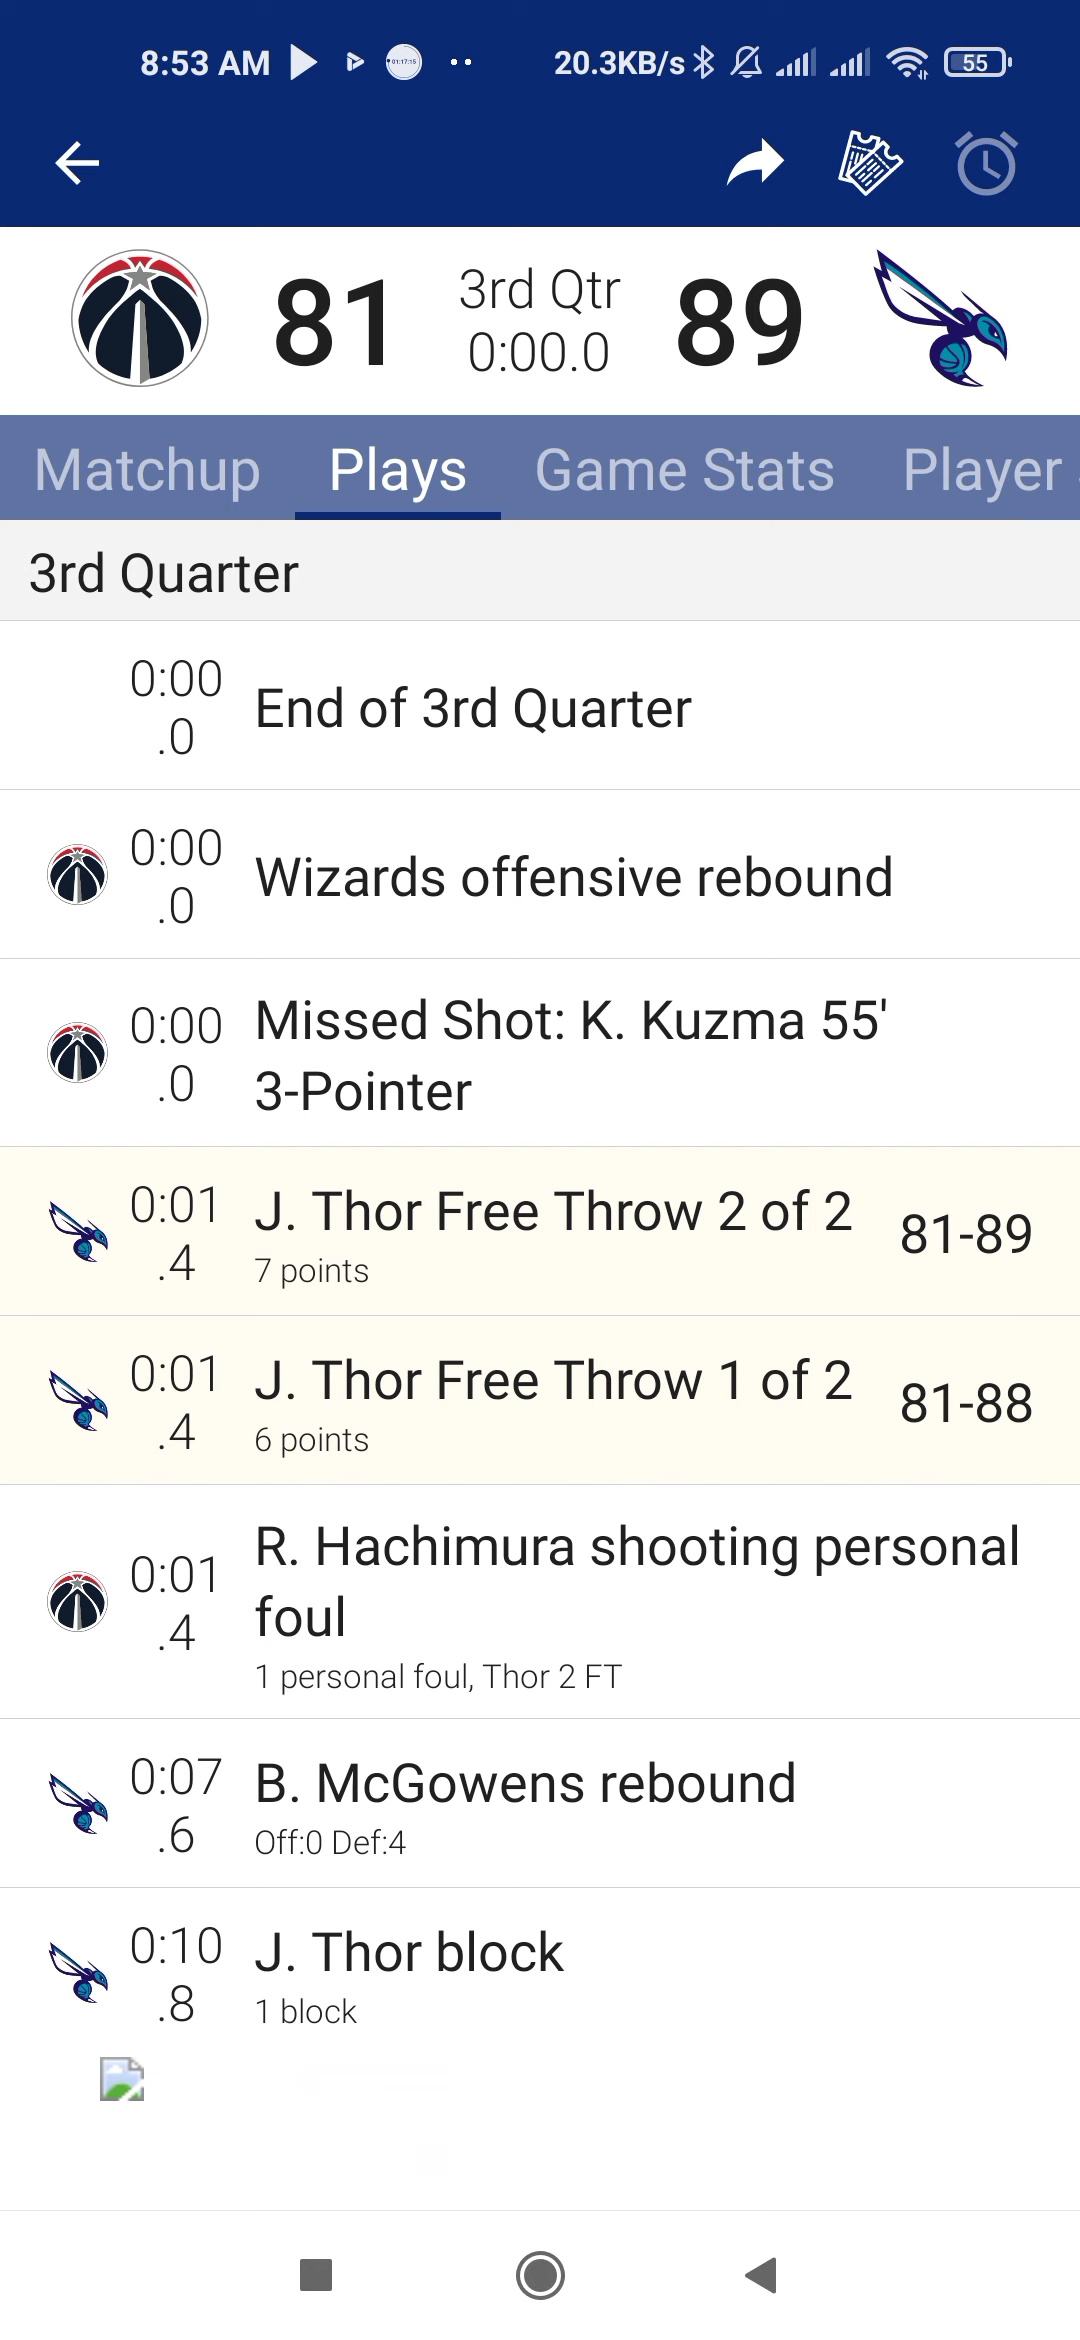 8:53 AM
01:17:15
20.3KB/s
55
81
3rd Qtr
0:00.0
89
Matchup
Plays
Game Stats
Player
3rd Quarter
0:00
.0
End of 3rd Quarter
0:00
.0
Wizards offensive rebound
0:00
.0
Missed Shot: K. Kuzma 55'
3-Pointer
0:01
.4
J. Thor Free Throw 2 of 2
7 points
81-89
0:01
.4
J. Thor Free Throw 1 of 2
6 points
81-88
0:01
.4
R. Hachimura shooting personal
foul
1 personal foul, Thor 2 FT
0:07
.6
B. McGowens rebound
Off:0 Def:4
0:10
.8
J. Thor block
1 block